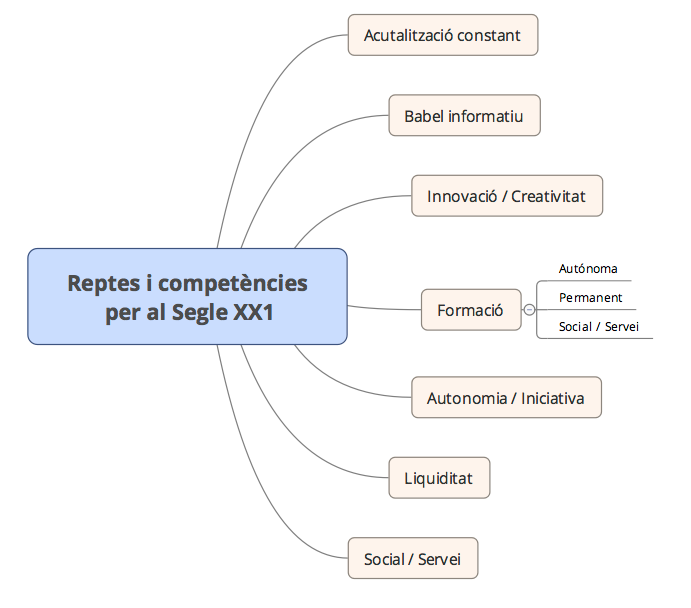 Acutalització constant
Babel informatiu
Innovació / Creativitat
Reptes i competències
per al Segle XX1
Formació
Autónoma
Permanent
Social / Servei
Autonomia / Iniciativa
Liquiditat
Social / Servei